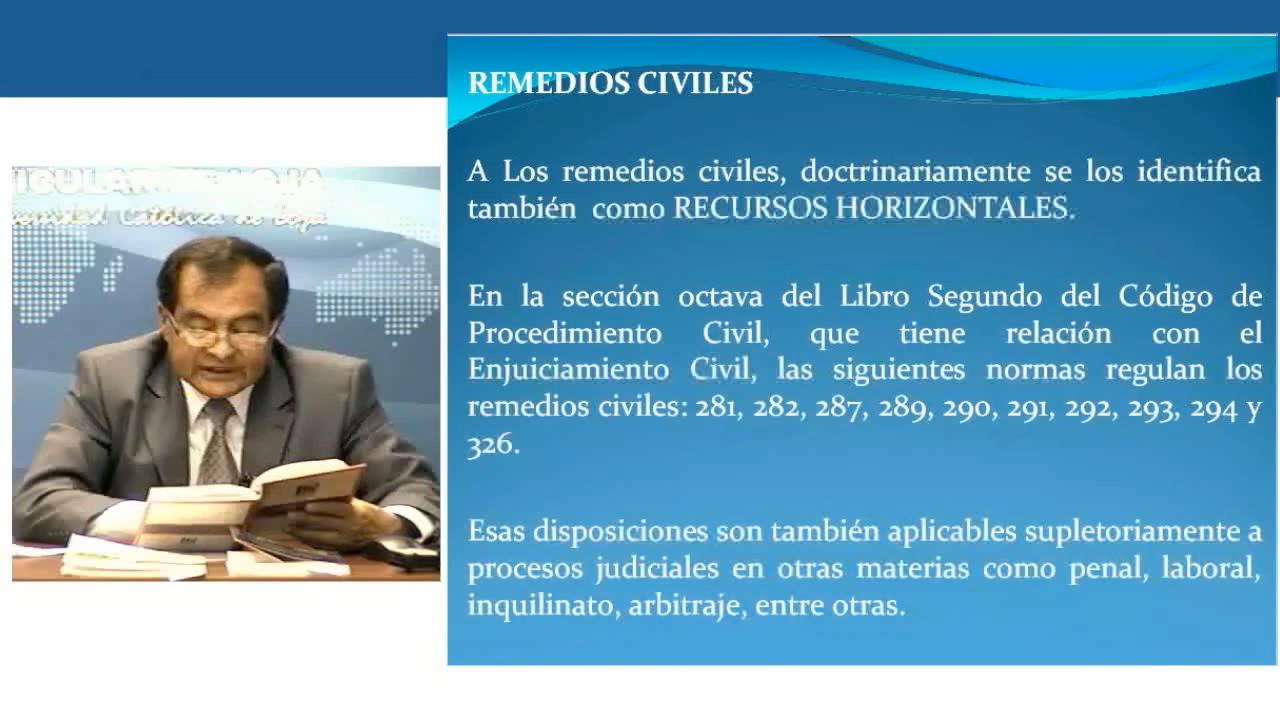 REMEDIOS CIVILES
A Los remedios civiles, doctrinariamente se los identifica
también como RECURSOS HORIZONTALES.
En la sección octava del Libro Segundo del Código de
Procedimiento Civil, que tiene relación con el
Enjuiciamiento Civil, las siguientes normas regulan los
remedios civiles: 281, 282, 287, 289, 290, 291, 292, 293, 294 y
326.
Esas disposiciones son también aplicables supletoriamente a
procesos judiciales en otras materias como penal, laboral,
inquilinato, arbitraje, entre otras.
Católica de Loja